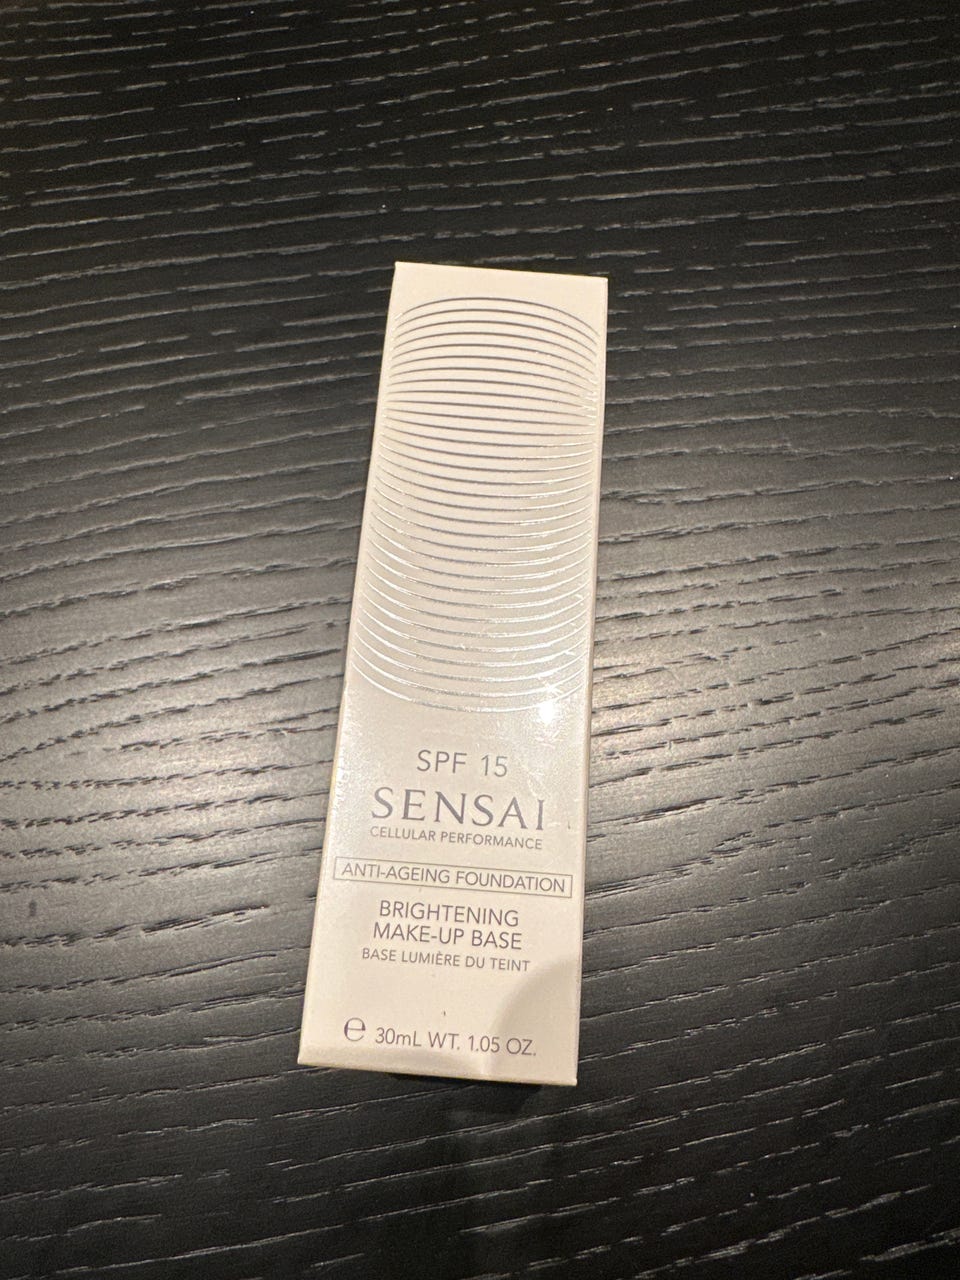 SPF 15
SENSAI
CELLULAR PERFORMANCE
ANTI-AGEING FOUNDATION
BRIGHTENING
MAKE-UP BASE
BASE LUMIÈRE DU TEINT
℮ 30mL WT. 1.05 OZ.